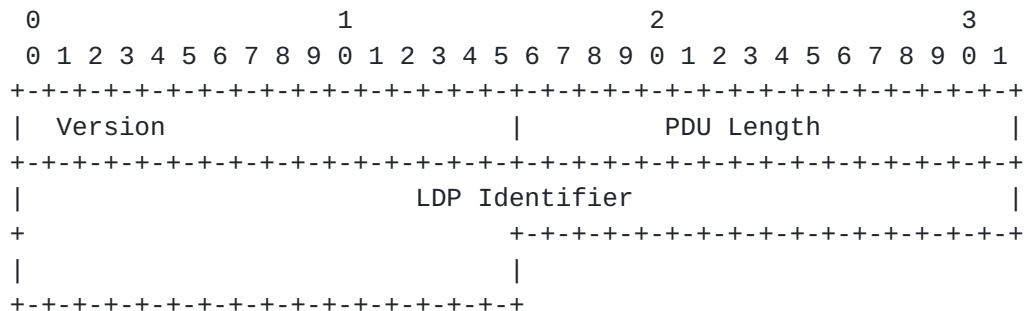 0                   1                   2                   3
 0 1 2 3 4 5 6 7 8 9 0 1 2 3 4 5 6 7 8 9 0 1 2 3 4 5 6 7 8 9 0 1
+-+-+-+-+-+-+-+-+-+-+-+-+-+-+-+-+-+-+-+-+-+-+-+-+-+-+-+-+-+-+-+-+
|  Version                      |         PDU Length            |
+-+-+-+-+-+-+-+-+-+-+-+-+-+-+-+-+-+-+-+-+-+-+-+-+-+-+-+-+-+-+-+-+
|                         LDP Identifier                        |
+                               +-+-+-+-+-+-+-+-+-+-+-+-+-+-+-+-+
|                               |
+-+-+-+-+-+-+-+-+-+-+-+-+-+-+-+-+